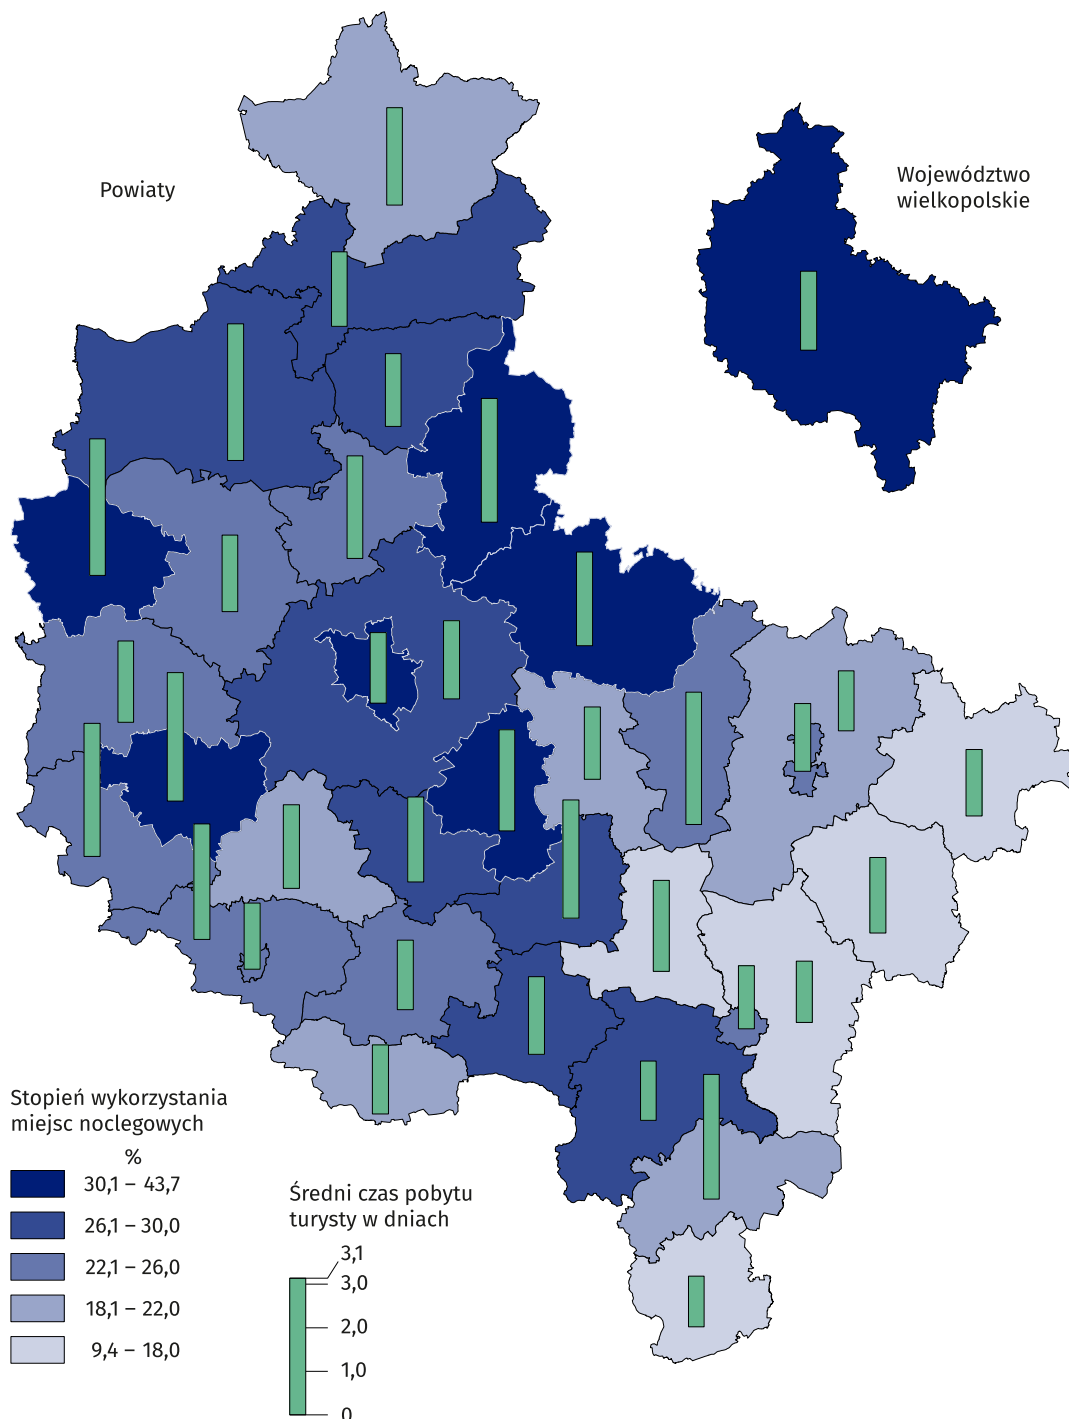 Powiaty
Województwo
wielkopolskie
Stopień wykorzystania
miejsc noclegowych
%
30,1 – 43,7
26,1 – 30,0
22,1 – 26,0
18,1 – 22,0
9,4 – 18,0
Średni czas pobytu
turysty w dniach
3,1
3,0
2,0
1,0
0